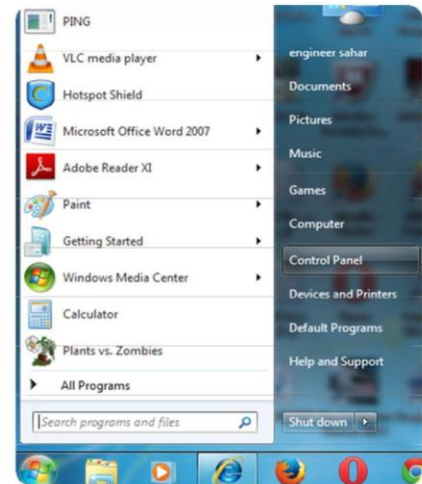 PING
VLC media player
Hotspot Shield
Microsoft Office Word 2007
Adobe Reader XI
Paint
Getting Started
Windows Media Center
Calculator
Plants vs. Zombies
All Programs
Search programs and files
engineer sahar
Documents
Pictures
Music
Games
Computer
Control Panel
Devices and Printers
Default Programs
Help and Support
Shut down